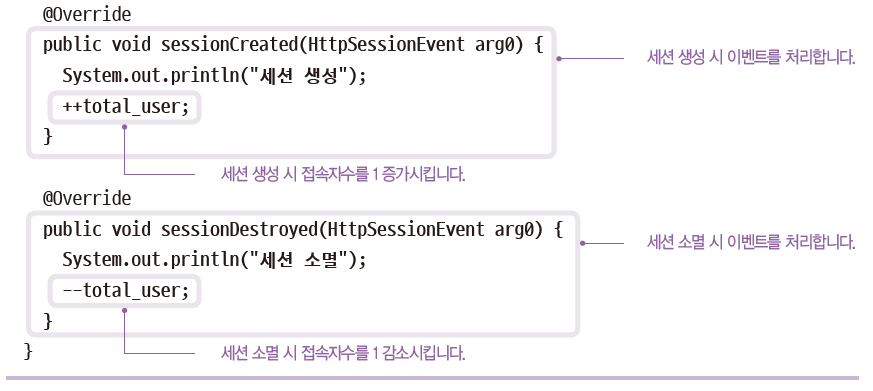 @Override
public void sessionCreated(HttpSessionEvent arg0) {
세션 생성 시 이벤트를 처리합니다.
System.out.println("세션 생성");
++total_user;
}
세션 생성 시 접속자수를 1 증가시킵니다.
@Override
public void sessionDestroyed(HttpSessionEvent arg0) {
세션 소멸 시 이벤트를 처리합니다.
System.out.println("세션 소멸");
--total_user;
}
}
세션 소멸 시 접속자수를 1 감소시킵니다.